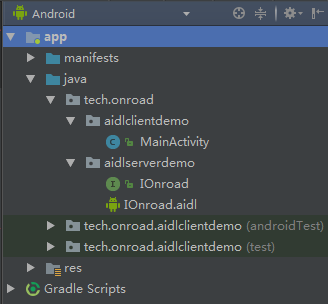 Android
app
manifests
java
tech.onroad
aidlclientdemo
MainActivity
aidlserverdemo
IOnroad
IOnroad.aidl
tech.onroad.aidlclientdemo (androidTest)
tech.onroad.aidlclientdemo (test)
res
Gradle Scripts